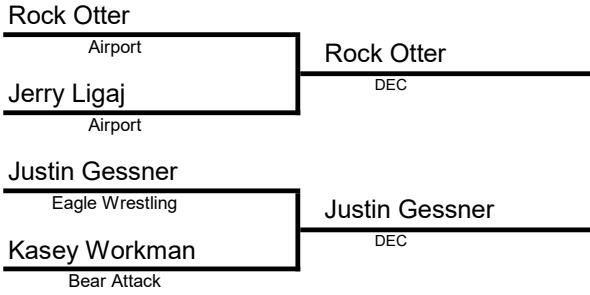 Rock Otter
Airport
Rock Otter
DEC
Jerry Ligaj
Airport
Justin Gessner
Eagle Wrestling
Justin Gessner
DEC
Kasey Workman
Bear Attack